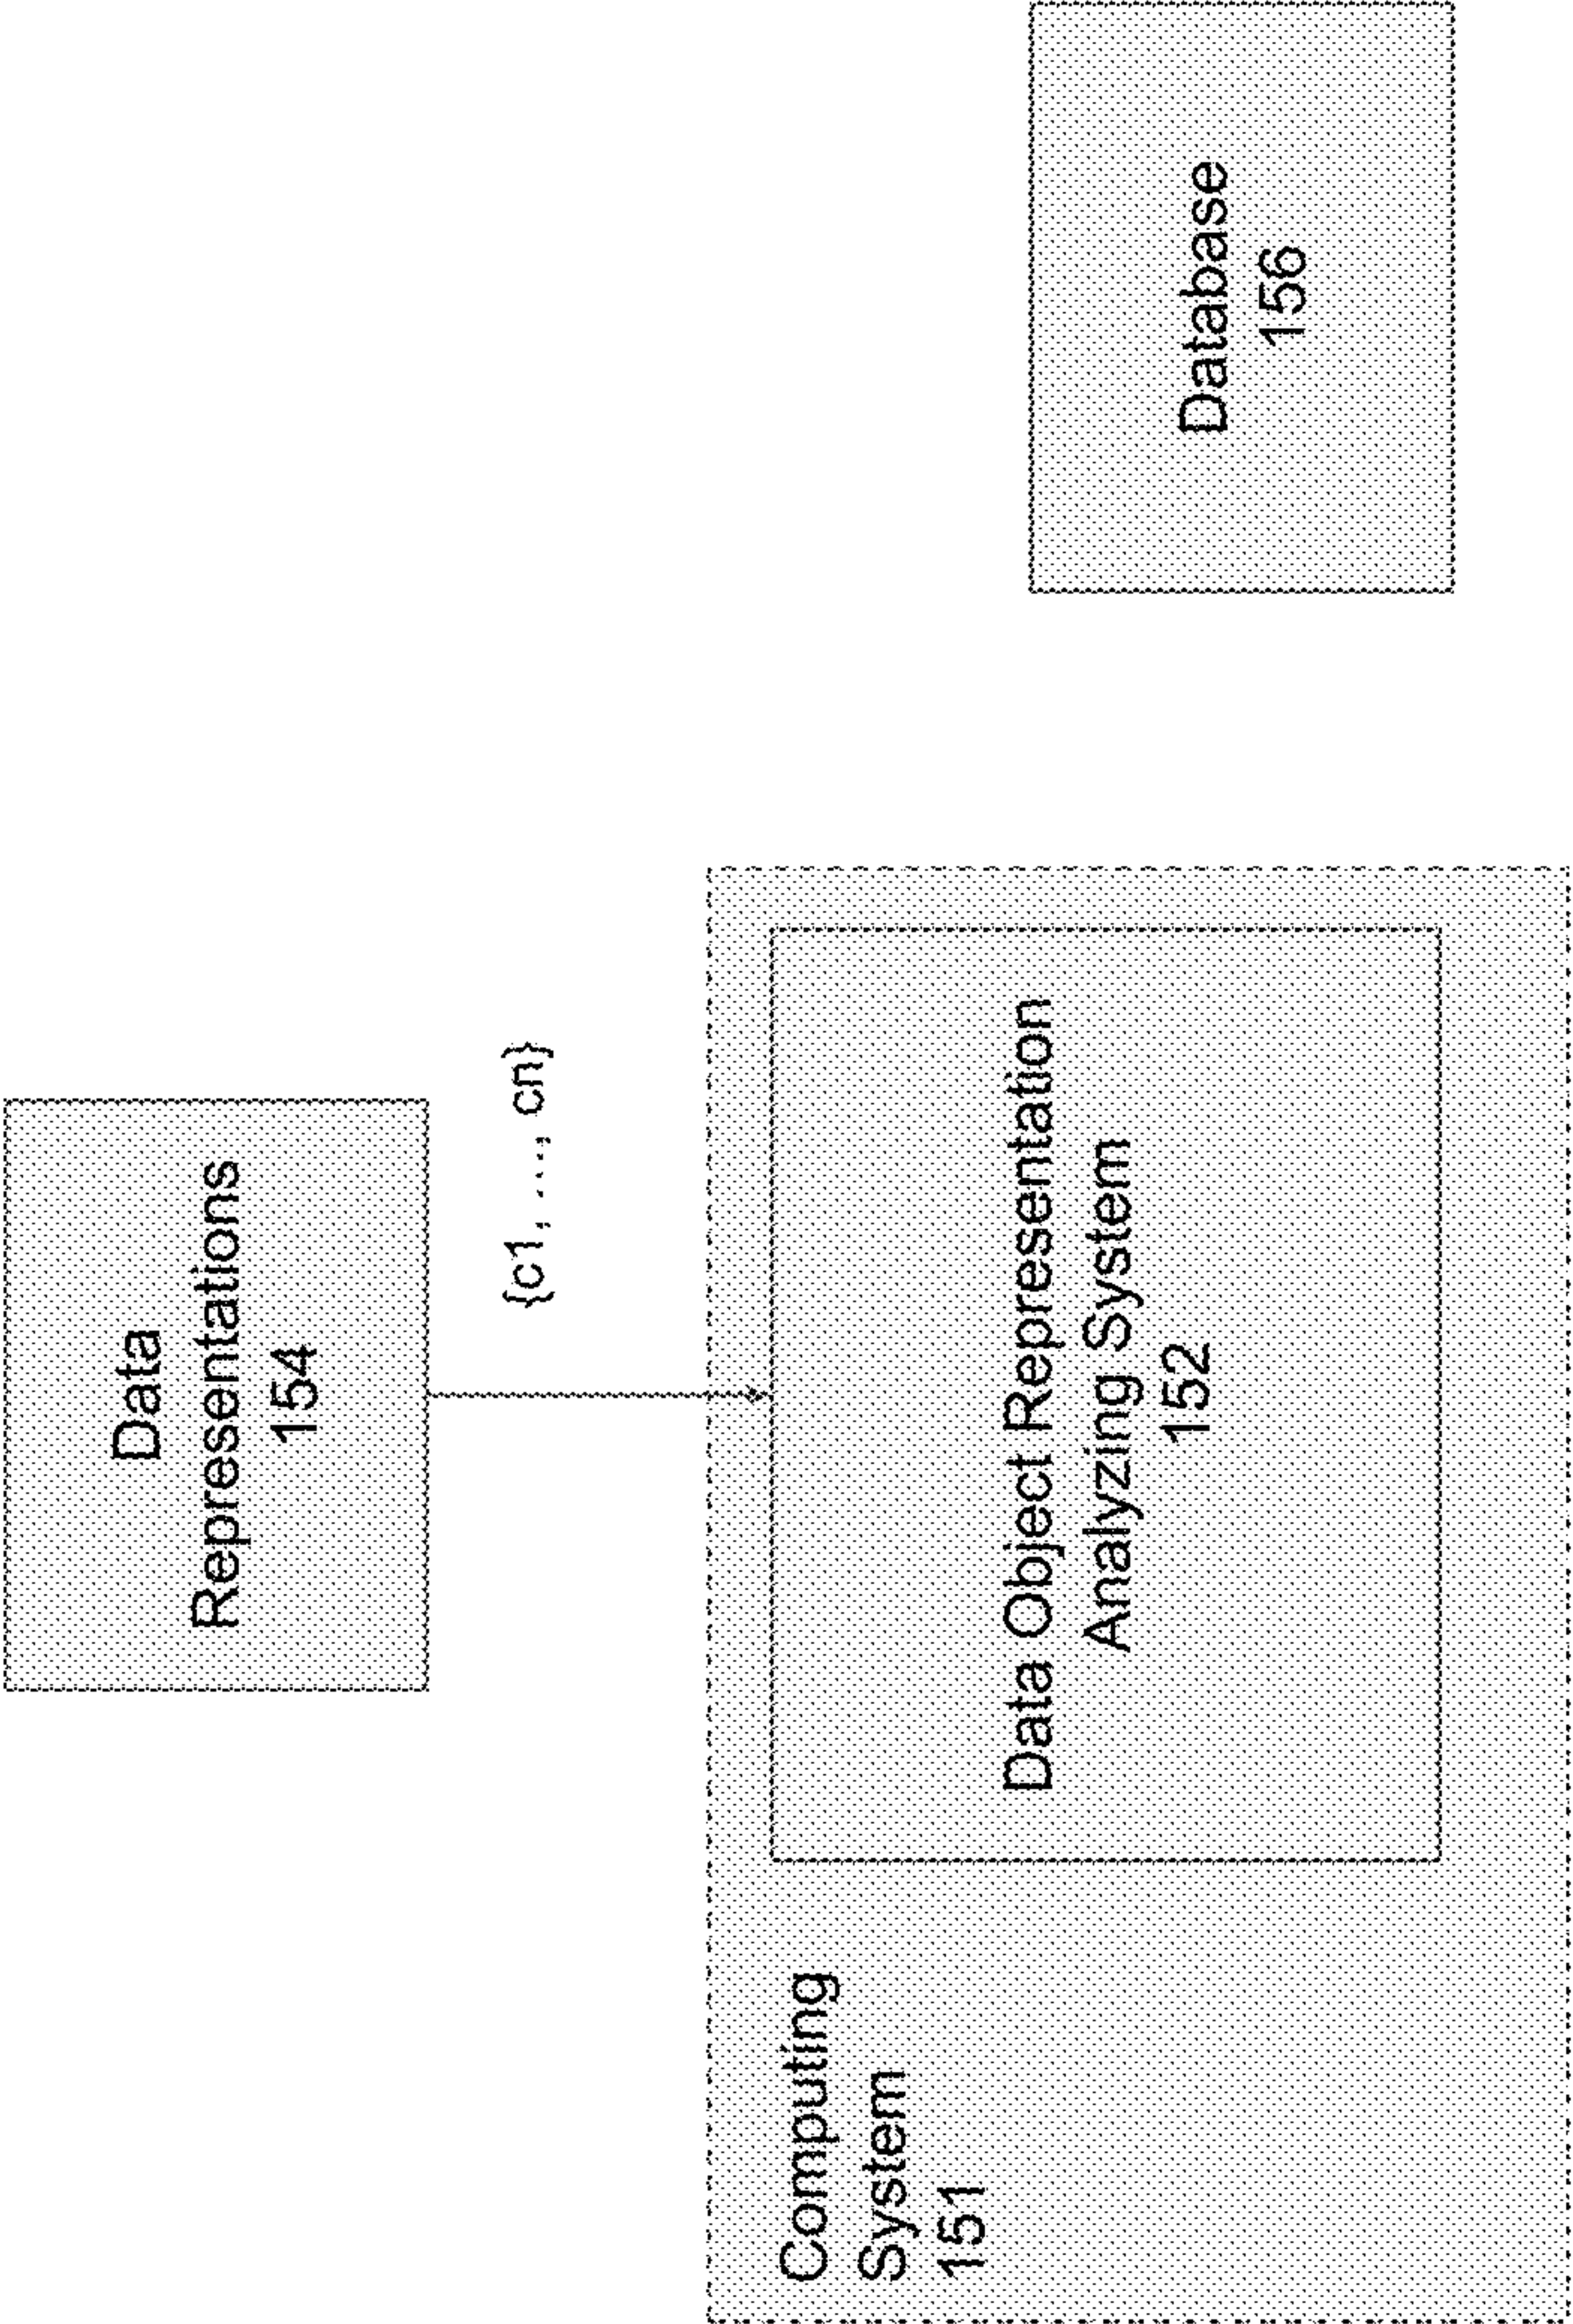 Data
Representations
154
{c1, ..., cn}
Computing
System
151
Data Object Representation
Analyzing System
152
Database
156